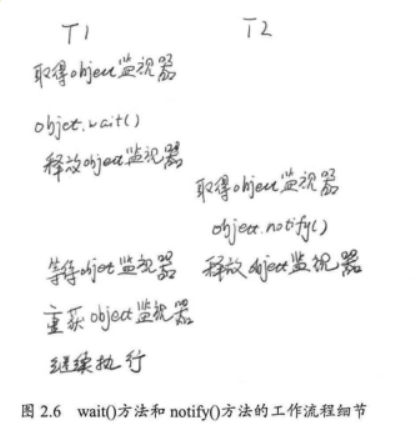 T1
T2
取得object监视器
objet.wait()
释放object监视器
取得object监视器
object.notify()
等待objet监视器
释放object监视器
重获object监视器
继续执行
图 2.6 wait()方法和 notify()方法的工作流程细节